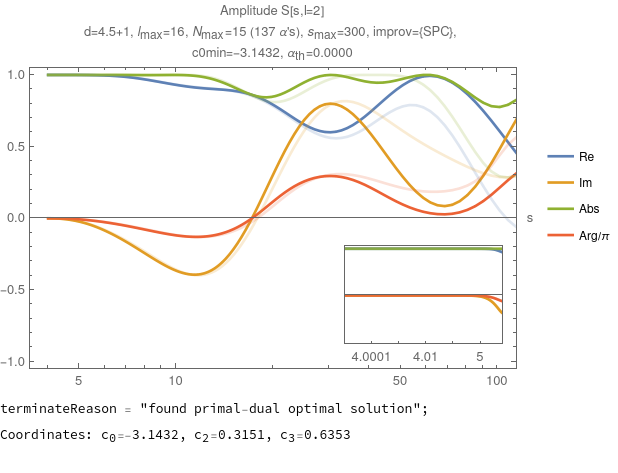 Amplitude S[s,l=2]
d=4.5+1, lmax=16, Nmax=15 (137 α's), smax=300, improv={SPC},
c0min=−3.1432, αth=0.0000
1.0
0.5
0.0
−0.5
−1.0
5
10
50
100
s
4.0001
4.01
5
Re
Im
Abs
Arg/π
terminateReason = "found primal-dual optimal solution";
Coordinates: c0=-3.1432, c2=0.3151, c3=0.6353